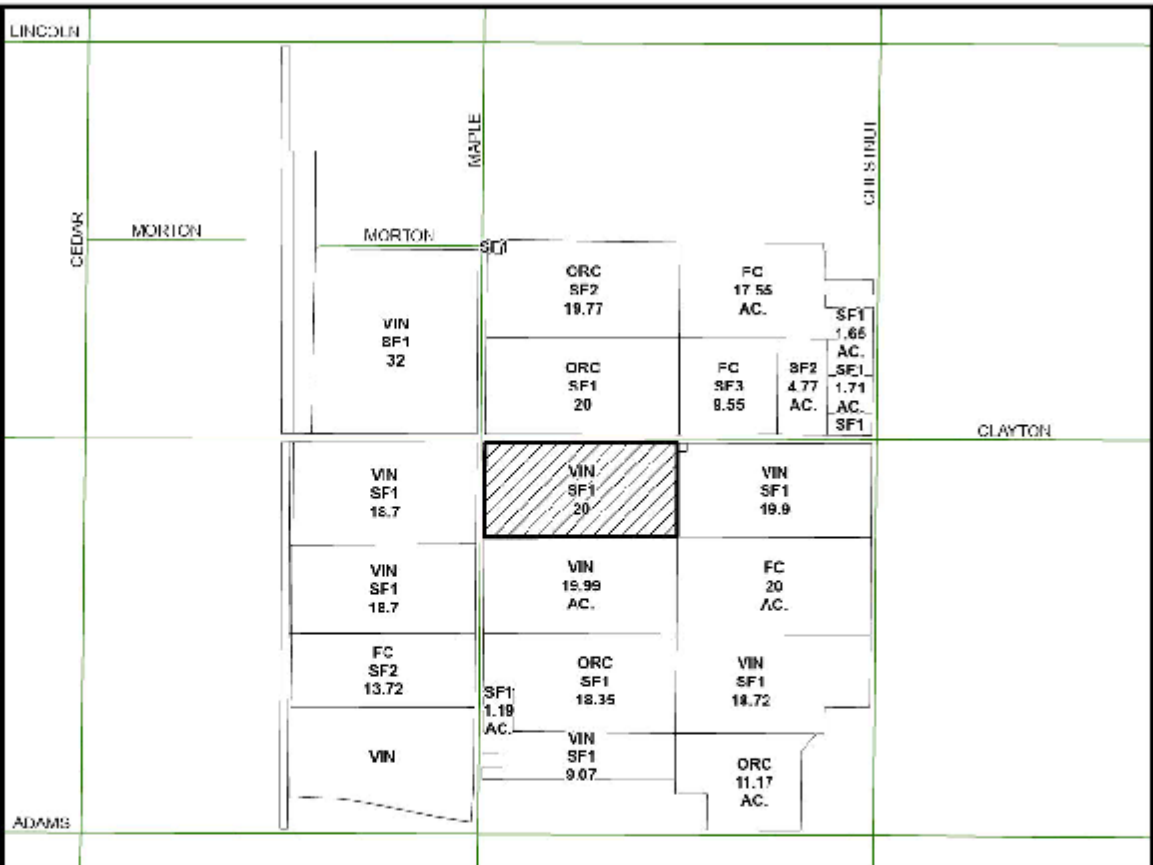 LINCOLN
MAPLE
CHESTNUT
CEDAR
MORTON
MORTON
SF1
ORC
SF2
19.77
FC
17.55
AC.
VIN
SF1
32
SF1
1.65
AC.
ORC
SF1
20
FC
SF3
9.55
SF2
4.77
AC.
SF1
1.71
AC.
SF1
CLAYTON
VIN
SF1
18.7
VIN
SF1
20
VIN
SF1
19.9
VIN
SF1
18.7
VIN
19.99
AC.
FC
20
AC.
FC
SF2
13.72
ORC
SF1
18.35
VIN
SF1
18.72
SF1
1.19
AC.
VIN
VIN
SF1
9.07
ORC
11.17
AC.
ADAMS